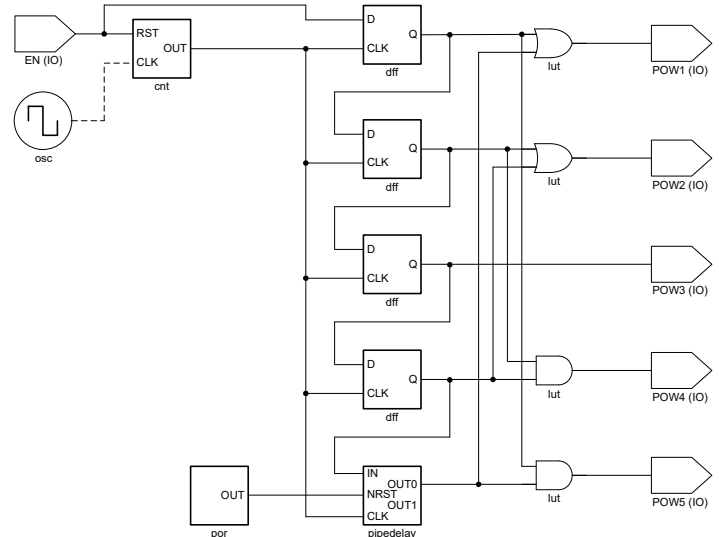 EN (IO)
RST
OUT
CLK
cnt
osc
D
Q
CLK
dff
lut
POW1 (IO)
D
Q
CLK
dff
lut
POW2 (IO)
D
Q
CLK
dff
POW3 (IO)
D
Q
CLK
dff
lut
POW4 (IO)
OUT
por
IN
OUT0
NRST
OUT1
CLK
pipedelay
lut
POW5 (IO)